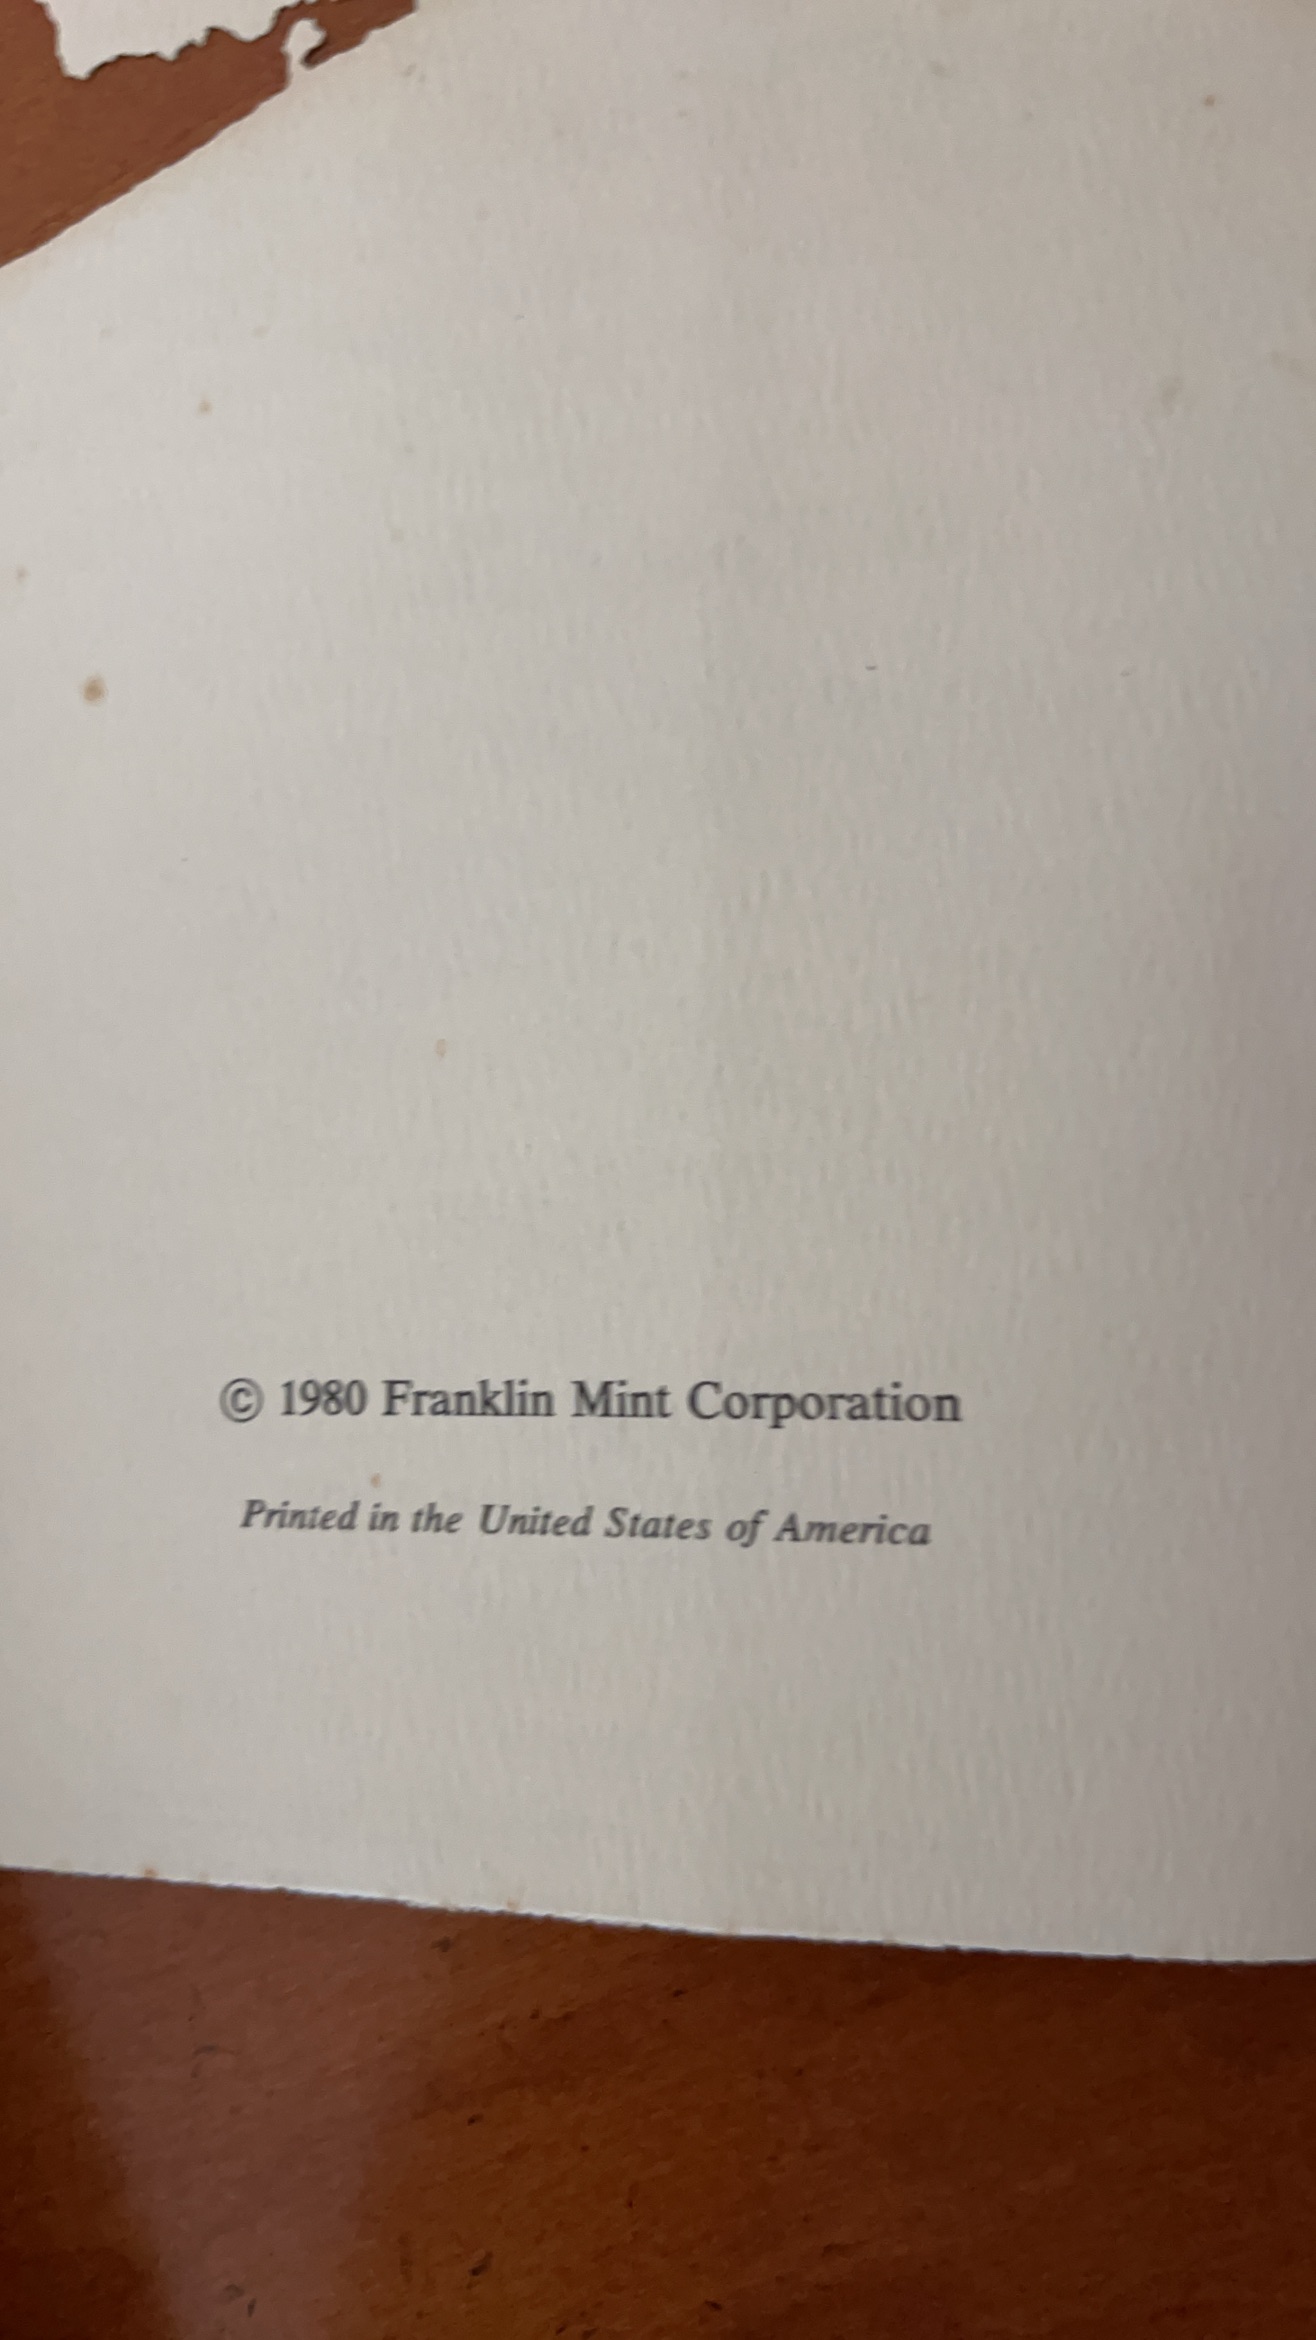 © 1980 Franklin Mint Corporation
Printed in the United States of America